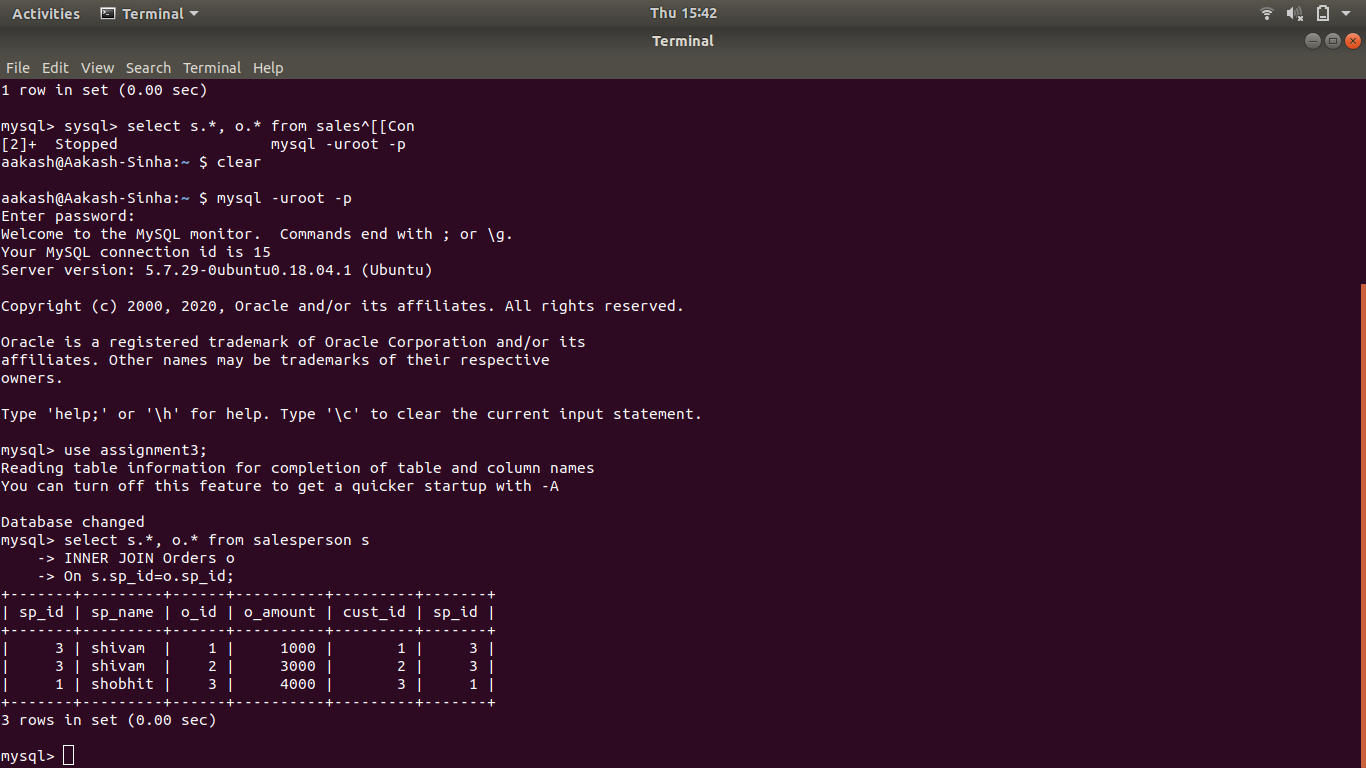 Activities Terminal Thu 15:42
Terminal
File Edit View Search Terminal Help
1 row in set (0.00 sec)
mysql> sysql> select s.*, o.* from sales^[[Con
[2]+  Stopped                 mysql -uroot -p
aakash@Aakash-Sinha:~ $ clear
aakash@Aakash-Sinha:~ $ mysql -uroot -p
Enter password:
Welcome to the MySQL monitor.  Commands end with ; or \g.
Your MySQL connection id is 15
Server version: 5.7.29-0ubuntu0.18.04.1 (Ubuntu)
Copyright (c) 2000, 2020, Oracle and/or its affiliates. All rights reserved.
Oracle is a registered trademark of Oracle Corporation and/or its
affiliates. Other names may be trademarks of their respective
owners.
Type 'help;' or '\h' for help. Type '\c' to clear the current input statement.
mysql> use assignment3;
Reading table information for completion of table and column names
You can turn off this feature to get a quicker startup with -A
Database changed
mysql> select s.*, o.* from salesperson s
    -> INNER JOIN Orders o
    -> On s.sp_id=o.sp_id;
+-------+---------+------+----------+---------+-------+
| sp_id | sp_name | o_id | o_amount | cust_id | sp_id |
+-------+---------+------+----------+---------+-------+
|     3 | shivam  |    1 |     1000 |       1 |     3 |
|     3 | shivam  |    2 |     3000 |       2 |     3 |
|     1 | shobhit |    3 |     4000 |       3 |     1 |
+-------+---------+------+----------+---------+-------+
3 rows in set (0.00 sec)
mysql>